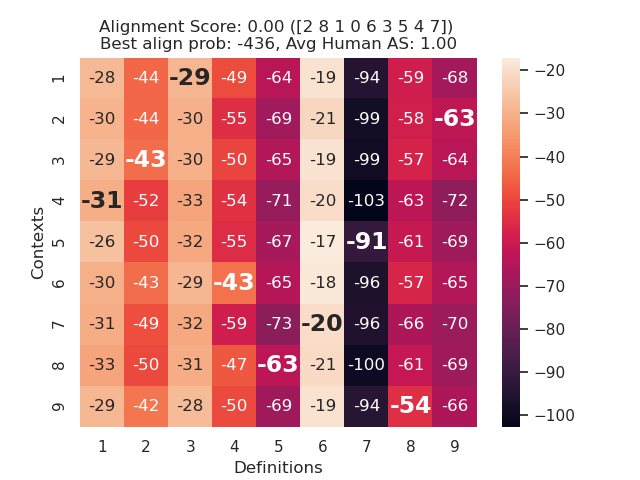 Alignment Score: 0.00 ([2 8 1 0 6 3 5 4 7])
Best align prob: -436, Avg Human AS: 1.00
1 -28 -44 -29 -49 -64 -19 -94 -59 -68
2 -30 -44 -30 -55 -69 -21 -99 -58 -63
3 -29 -43 -30 -50 -65 -19 -99 -57 -64
4 -31 -52 -33 -54 -71 -20 -103 -63 -72
5 -26 -50 -32 -55 -67 -17 -91 -61 -69
6 -30 -43 -29 -43 -65 -18 -96 -57 -65
7 -31 -49 -32 -59 -73 -20 -96 -66 -70
8 -33 -50 -31 -47 -63 -21 -100 -61 -69
9 -29 -42 -28 -50 -69 -19 -94 -54 -66
1 2 3 4 5 6 7 8 9
Definitions
Contexts
−20
−30
−40
−50
−60
−70
−80
−90
−100